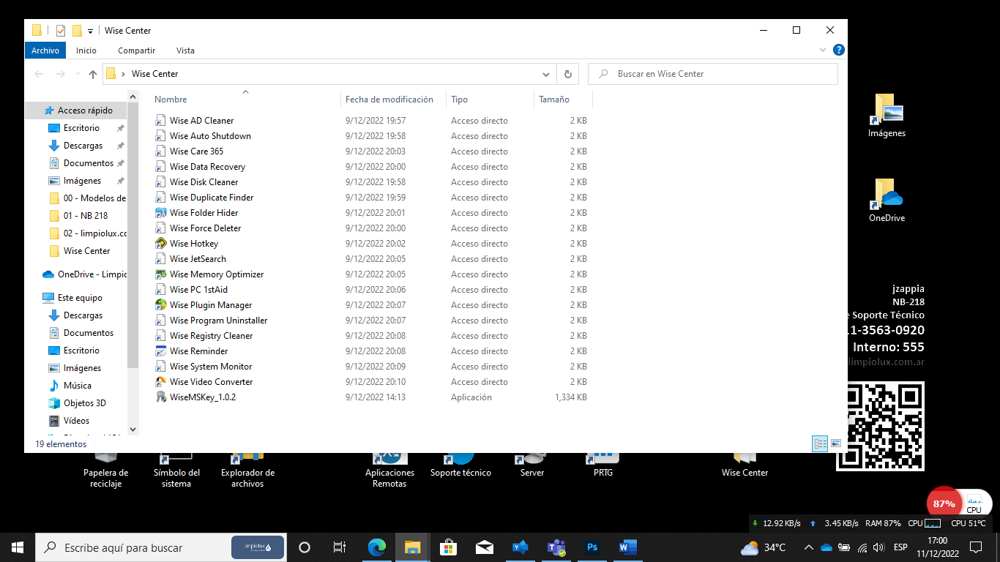 Wise Center
Archivo Inicio Compartir Vista
Wise Center
Buscar en Wise Center
Acceso rápido
Escritorio
Descargas
Documentos
Imágenes
00 - Modelos de
01 - NB 218
02 - limpiolux.cc
Wise Center
OneDrive - Limpic
Este equipo
Descargas
Documentos
Escritorio
Imágenes
Música
Objetos 3D
Vídeos
Nombre Fecha de modificación Tipo Tamaño
Wise AD Cleaner 9/12/2022 19:57 Acceso directo 2 KB
Wise Auto Shutdown 9/12/2022 19:58 Acceso directo 2 KB
Wise Care 365 9/12/2022 20:03 Acceso directo 2 KB
Wise Data Recovery 9/12/2022 20:00 Acceso directo 2 KB
Wise Disk Cleaner 9/12/2022 19:58 Acceso directo 2 KB
Wise Duplicate Finder 9/12/2022 19:59 Acceso directo 2 KB
Wise Folder Hider 9/12/2022 20:01 Acceso directo 2 KB
Wise Force Deleter 9/12/2022 20:00 Acceso directo 2 KB
Wise Hotkey 9/12/2022 20:02 Acceso directo 2 KB
Wise JetSearch 9/12/2022 20:05 Acceso directo 2 KB
Wise Memory Optimizer 9/12/2022 20:05 Acceso directo 2 KB
Wise PC 1stAid 9/12/2022 20:06 Acceso directo 2 KB
Wise Plugin Manager 9/12/2022 20:07 Acceso directo 2 KB
Wise Program Uninstaller 9/12/2022 20:07 Acceso directo 2 KB
Wise Registry Cleaner 9/12/2022 20:08 Acceso directo 2 KB
Wise Reminder 9/12/2022 20:08 Acceso directo 2 KB
Wise System Monitor 9/12/2022 20:09 Acceso directo 2 KB
Wise Video Converter 9/12/2022 20:10 Acceso directo 2 KB
WiseMSKey_1.0.2 9/12/2022 14:13 Aplicación 1,334 KB
19 elementos
Imágenes
OneDrive
jzappia
NB-218
e Soporte Técnico
11-3563-0920
Interno: 555
limpiolux.com.ar
Papelera de
reciclaje
Símbolo del
sistema
Explorador de
archivos
Aplicaciones
Remotas
Soporte técnico
Server
PRTG
Wise Center
87%
CPU
12.92 KB/s 3.45 KB/s RAM 87% CPU CPU 51ºC
Escribe aquí para buscar
limpiolux
34°C
ESP
17:00
11/12/2022